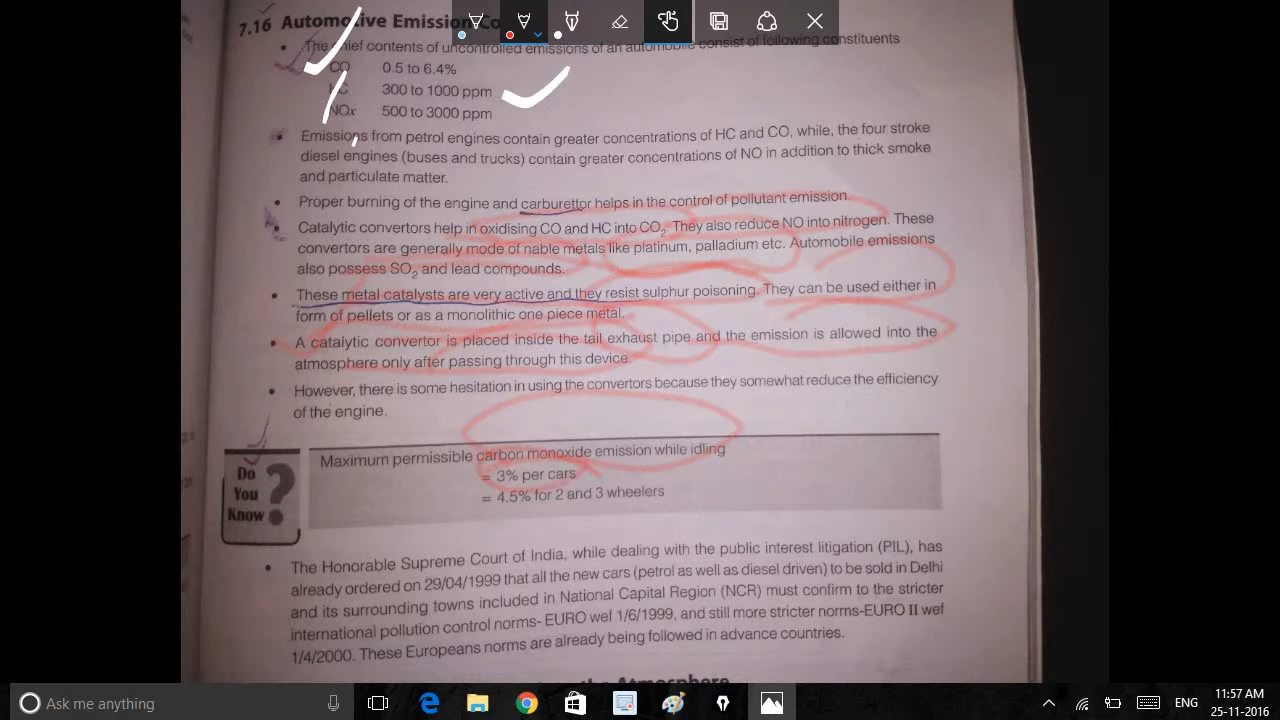 7.16 Automotive Emission Co
• The chief contents of uncontrolled emissions of an automobile consist of following constituents
CO 0.5 to 6.4%
HC 300 to 1000 ppm
NOx 500 to 3000 ppm
• Emissions from petrol engines contain greater concentrations of HC and CO, while, the four stroke
diesel engines (buses and trucks) contain greater concentrations of NO in addition to thick smoke
and particulate matter.
• Proper burning of the engine and carburettor helps in the control of pollutant emission.
• Catalytic convertors help in oxidising CO and HC into CO₂. They also reduce NO into nitrogen. These
convertors are generally mode of nable metals like platinum, palladium etc. Automobile emissions
also possess SO₂ and lead compounds.
• These metal catalysts are very active and they resist sulphur poisoning. They can be used either in
form of pellets or as a monolithic one piece metal.
• A catalytic convertor is placed inside the tail exhaust pipe and the emission is allowed into the
atmosphere only after passing through this device.
• However, there is some hesitation in using the convertors because they somewhat reduce the efficiency
of the engine.
Do
You
Know ?
Maximum permissible carbon monoxide emission while idling
= 3% per cars
= 4.5% for 2 and 3 wheelers
• The Honorable Supreme Court of India, while dealing with the public interest litigation (PIL), has
already ordered on 29/04/1999 that all the new cars (petrol as well as diesel driven) to be sold in Delhi
and its surrounding towns included in National Capital Region (NCR) must confirm to the stricter
international pollution control norms- EURO wef 1/6/1999, and still more stricter norms-EURO II wef
1/4/2000. These Europeans norms are already being followed in advance countries.
the Atmosphere
Ask me anything
ENG
11:57 AM
25-11-2016